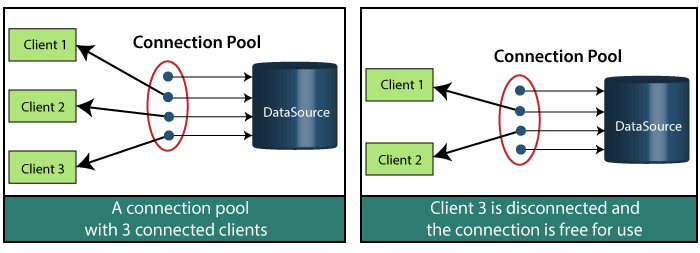 Client 1
Connection Pool
Client 2
DataSource
Client 3
A connection pool
with 3 connected clients
Connection Pool
Client 1
DataSource
Client 2
Client 3 is disconnected and
the connection is free for use